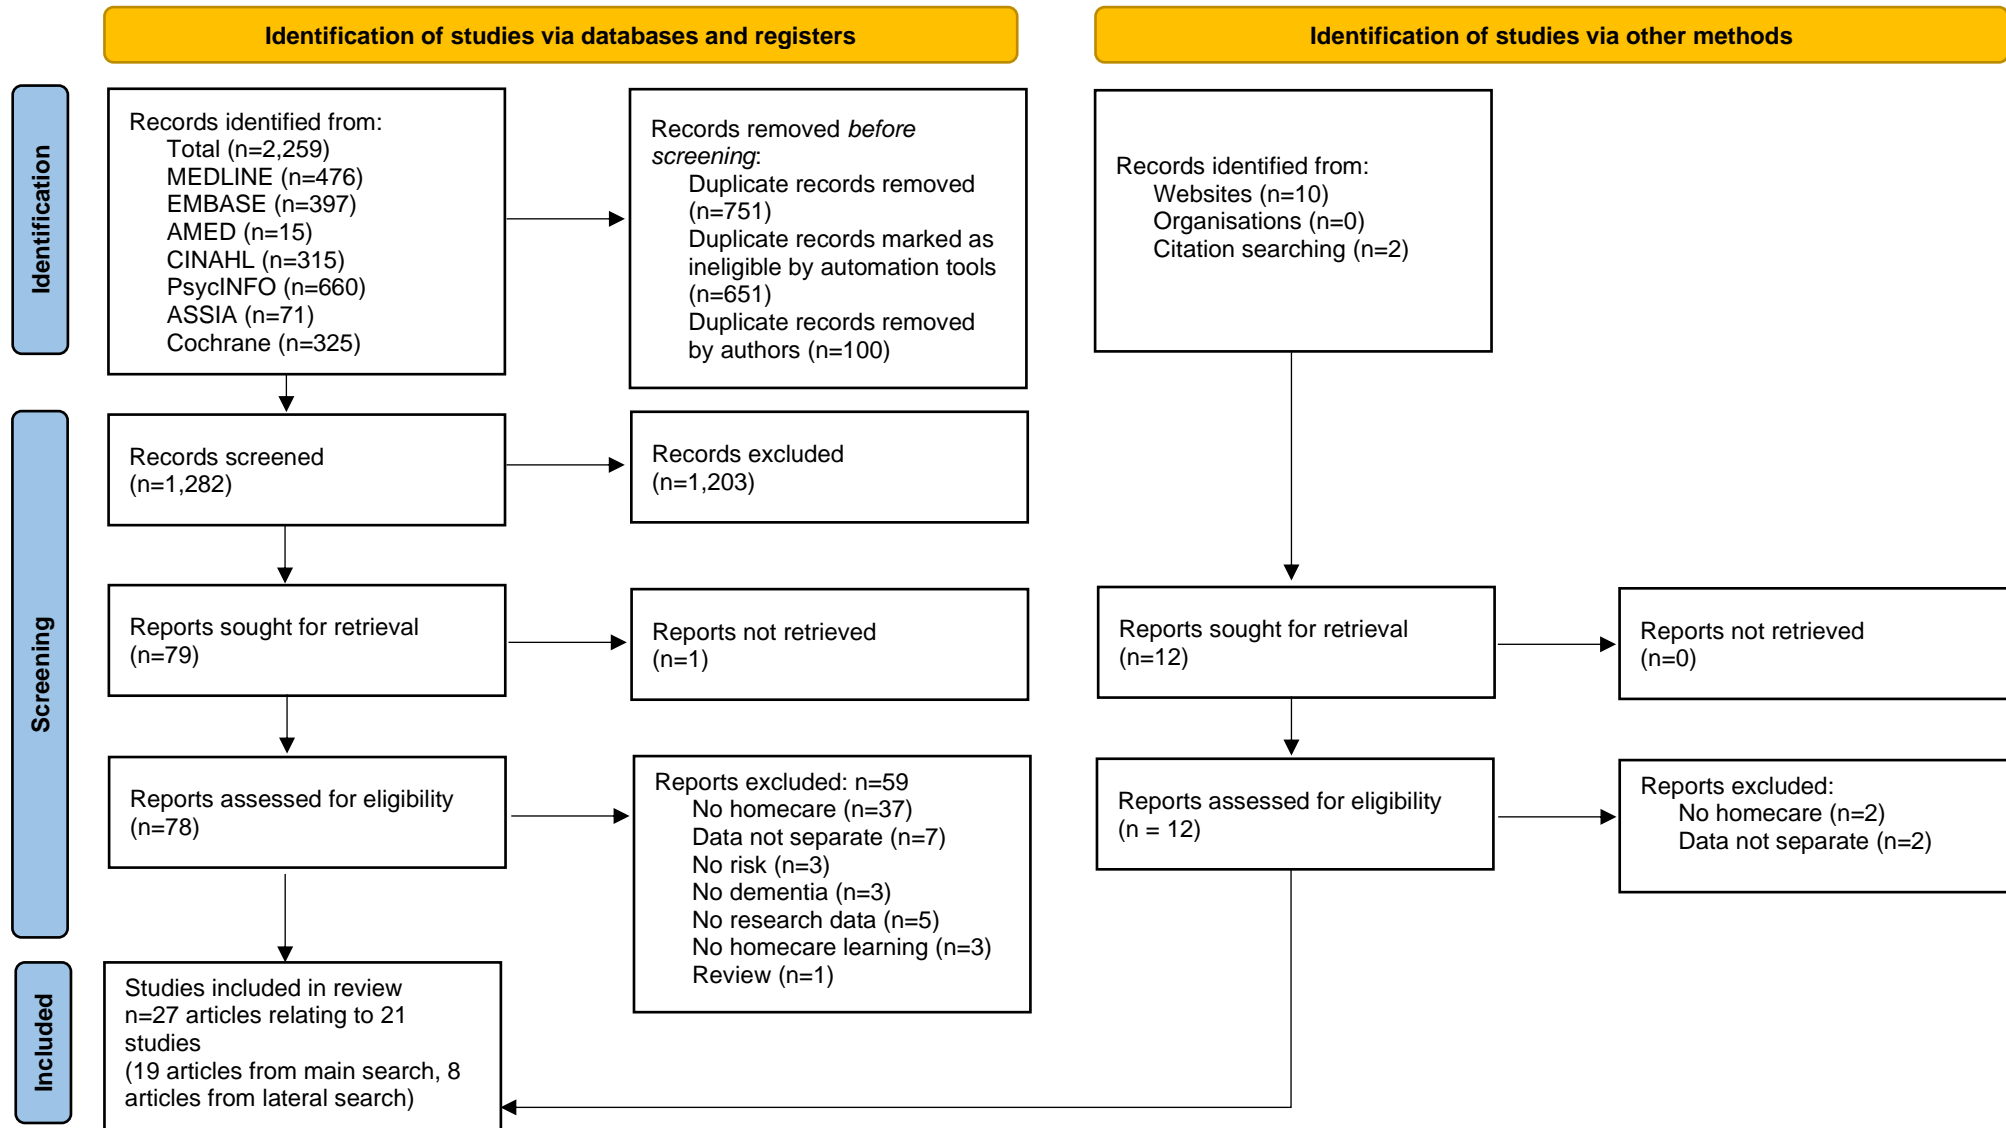 Identification of studies via databases and registers
Identification of studies via other methods
Identification
Records identified from:
Total (n=2,259)
MEDLINE (n=476)
EMBASE (n=397)
AMED (n=15)
CINAHL (n=315)
PsycINFO (n=660)
ASSIA (n=71)
Cochrane (n=325)
Records removed before
screening:
Duplicate records removed
(n=751)
Duplicate records marked as
ineligible by automation tools
(n=651)
Duplicate records removed
by authors (n=100)
Records identified from:
Websites (n=10)
Organisations (n=0)
Citation searching (n=2)
Screening
Records screened
(n=1,282)
Records excluded
(n=1,203)
Reports sought for retrieval
(n=79)
Reports not retrieved
(n=1)
Reports sought for retrieval
(n=12)
Reports not retrieved
(n=0)
Reports assessed for eligibility
(n=78)
Reports excluded: n=59
No homecare (n=37)
Data not separate (n=7)
No risk (n=3)
No dementia (n=3)
No research data (n=5)
No homecare learning (n=3)
Review (n=1)
Reports assessed for eligibility
(n = 12)
Reports excluded:
No homecare (n=2)
Data not separate (n=2)
Included
Studies included in review
n=27 articles relating to 21
studies
(19 articles from main search, 8
articles from lateral search)